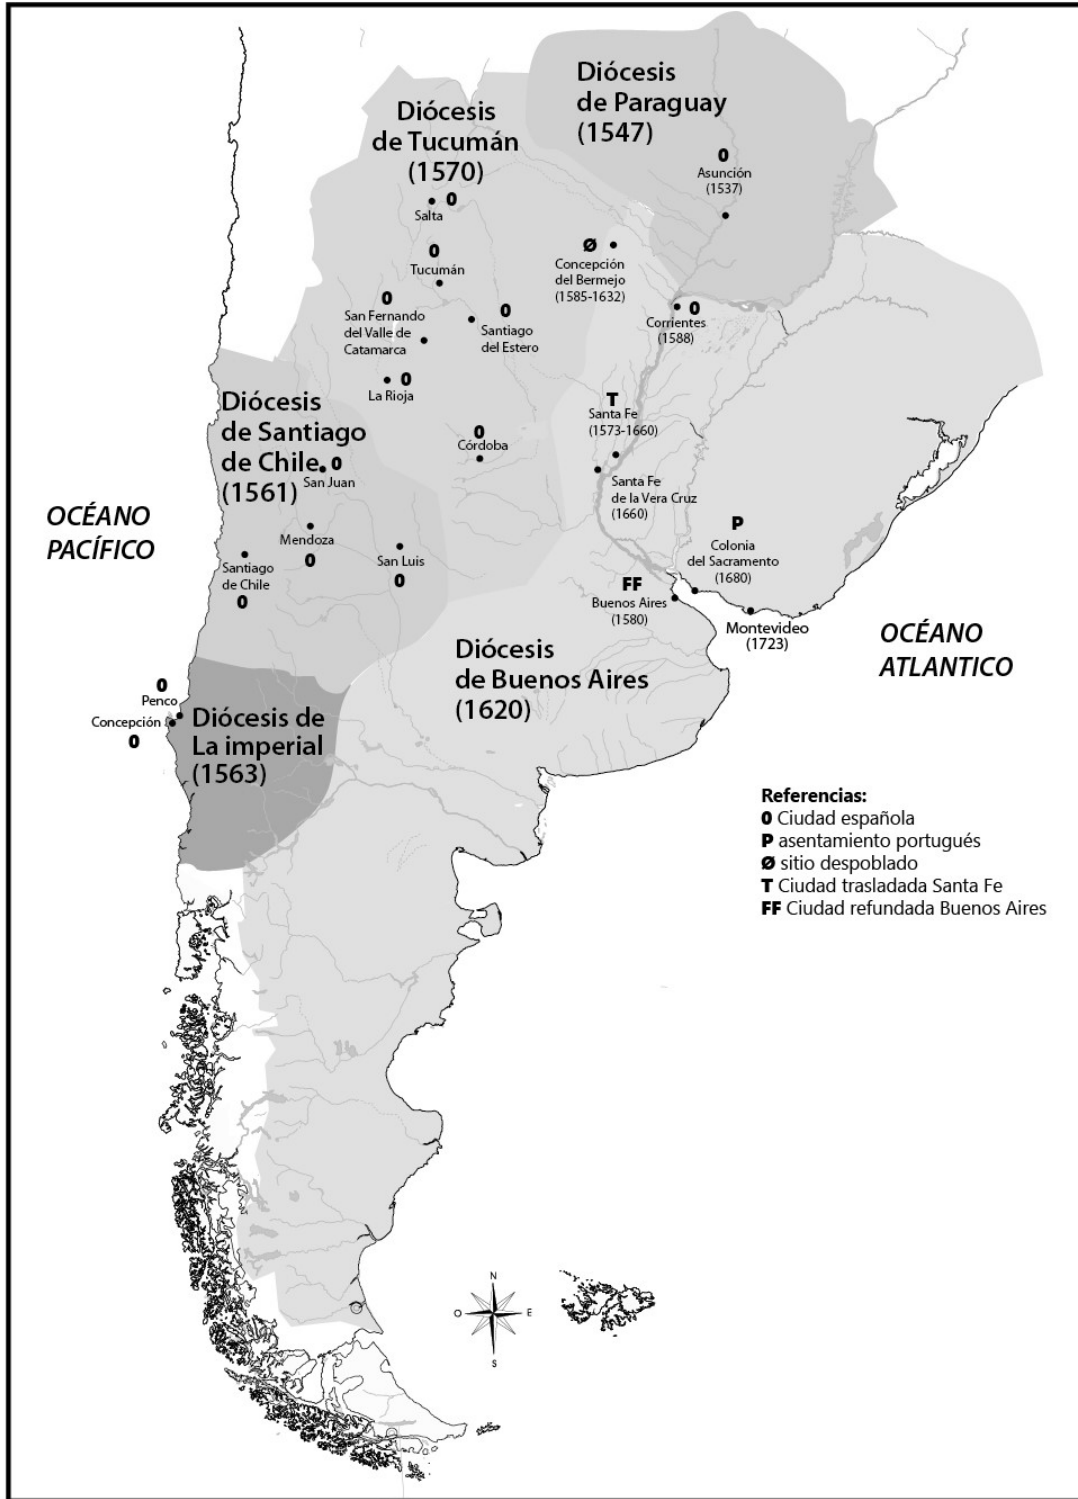 Diócesis
de Paraguay
(1547)
Diócesis
de Tucumán
(1570)
0
Asunción
(1537)
0
Salta
0
Tucumán
Ø
Concepción
del Bermejo
(1585-1632)
0
San Fernando
del Valle de
Catamarca
0
Santiago
del Estero
0
Corrientes
(1588)
0
La Rioja
Diócesis
de Santiago
de Chile
(1561)
T
Santa Fe
(1573-1660)
0
Córdoba
0
San Juan
Santa Fe
de la Vera Cruz
(1660)
OCÉANO
PACÍFICO
Mendoza
0
P
Colonia
del Sacramento
(1680)
Santiago
de Chile
0
San Luis
0
FF
Buenos Aires
(1580)
Montevideo
(1723)
OCÉANO
ATLANTICO
Diócesis
de Buenos Aires
(1620)
0
Penco
Concepción
0
Diócesis de
La imperial
(1563)
Referencias:
0 Ciudad española
P asentamiento portugués
Ø sitio despoblado
T Ciudad trasladada Santa Fe
FF Ciudad refundada Buenos Aires
N
O
E
S